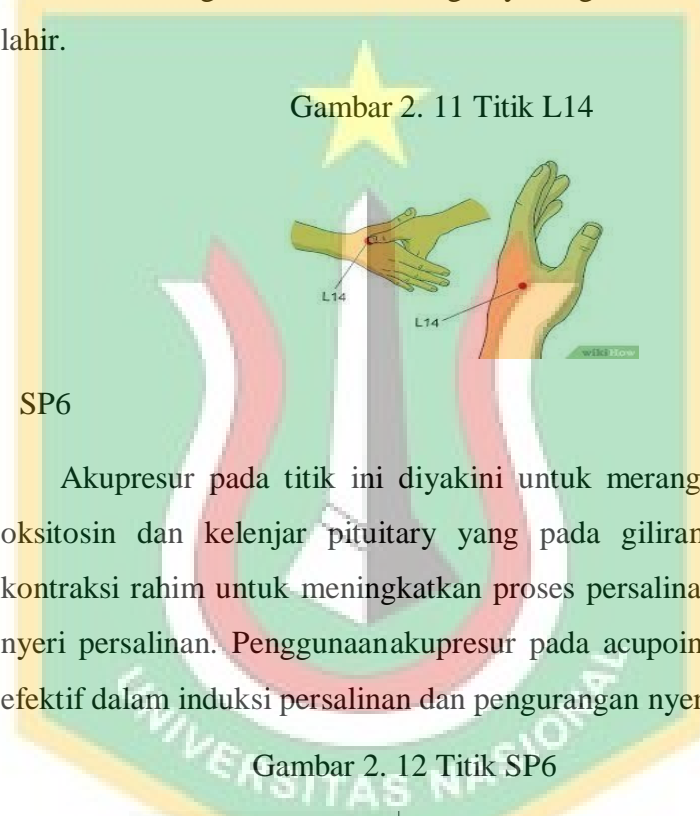 lahir.
Gambar 2. 11 Titik L14
L14
L14
wikiHow
SP6
Akupresur pada titik ini diyakini untuk merang
oksitosin dan kelenjar pituitary yang pada giliran
kontraksi rahim untuk meningkatkan proses persalina
nyeri persalinan. Penggunaanakupresur pada acupoin
efektif dalam induksi persalinan dan pengurangan nyer
UNIVERSITAS NASIONAL
Gambar 2. 12 Titik SP6